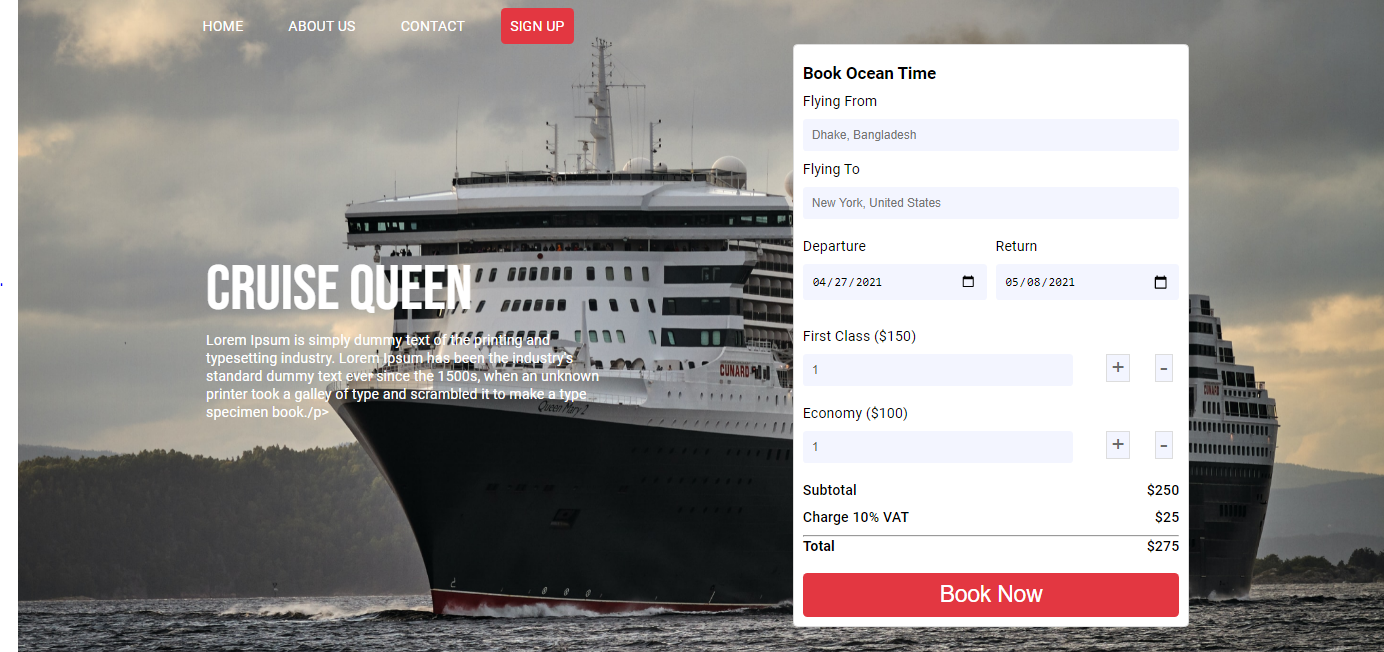 HOME ABOUT US CONTACT SIGN UP
CRUISE QUEEN
Lorem Ipsum is simply dummy text of the printing and
typesetting industry. Lorem Ipsum has been the industry's
standard dummy text ever since the 1500s, when an unknown
printer took a galley of type and scrambled it to make a type
specimen book./p>
CUNARD
Queen Mary 2
Book Ocean Time
Flying From
Dhake, Bangladesh
Flying To
New York, United States
Departure Return
04/27/2021 05/08/2021
First Class ($150)
1 + -
Economy ($100)
1 + -
Subtotal $250
Charge 10% VAT $25
Total $275
Book Now
CUNARD